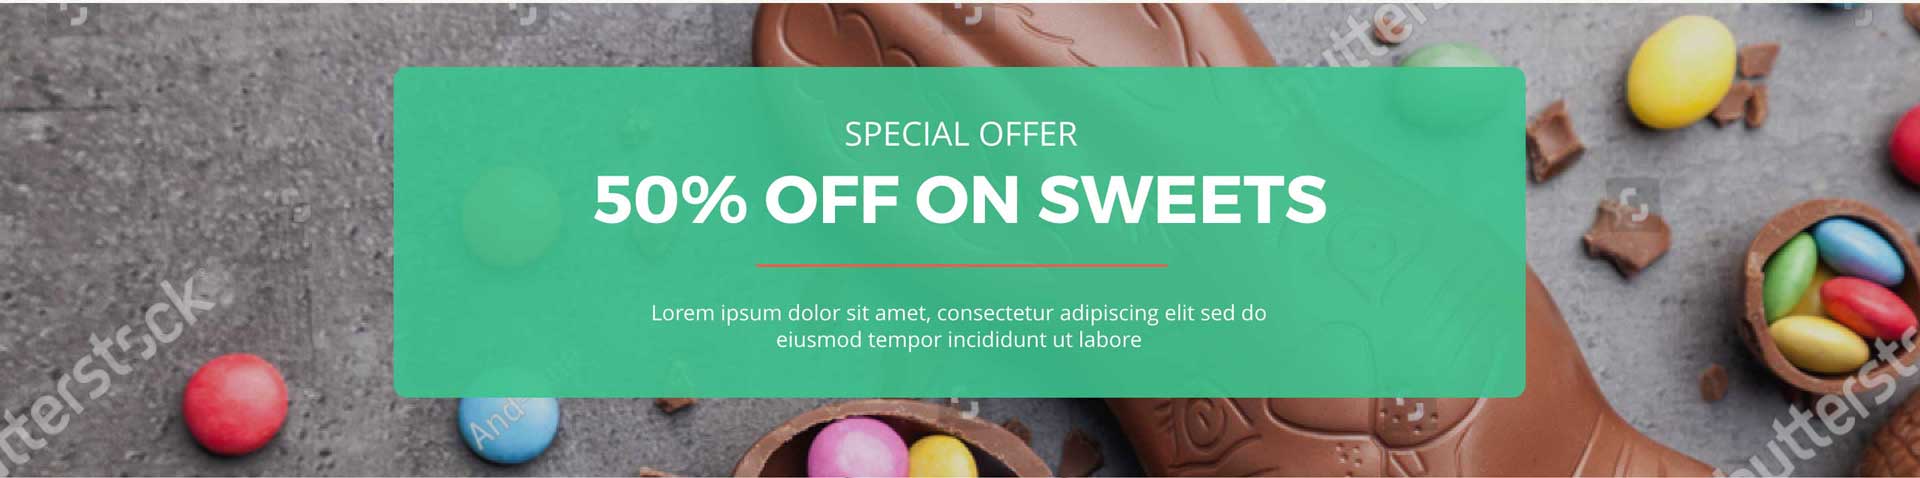 SPECIAL OFFER
50% OFF ON SWEETS
Lorem ipsum dolor sit amet, consectetur adipiscing elit sed do
eiusmod tempor incididunt ut labore